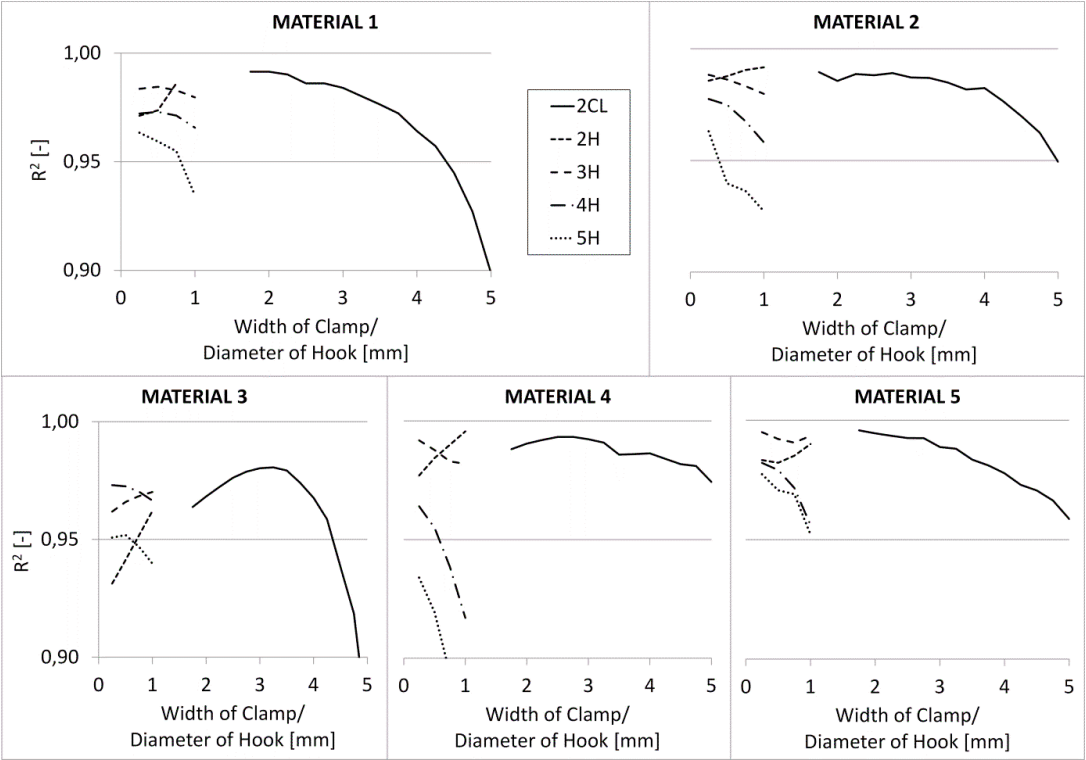 MATERIAL 1
1,00
0,95
0,90
R² [-]
0 1 2 3 4 5
Width of Clamp/
Diameter of Hook [mm]
2CL
2H
3H
4H
5H
MATERIAL 2
0 1 2 3 4 5
Width of Clamp/
Diameter of Hook [mm]
MATERIAL 3
1,00
0,95
0,90
R² [-]
0 1 2 3 4 5
Width of Clamp/
Diameter of Hook [mm]
MATERIAL 4
0 1 2 3 4 5
Width of Clamp/
Diameter of Hook [mm]
MATERIAL 5
0 1 2 3 4 5
Width of Clamp/
Diameter of Hook [mm]